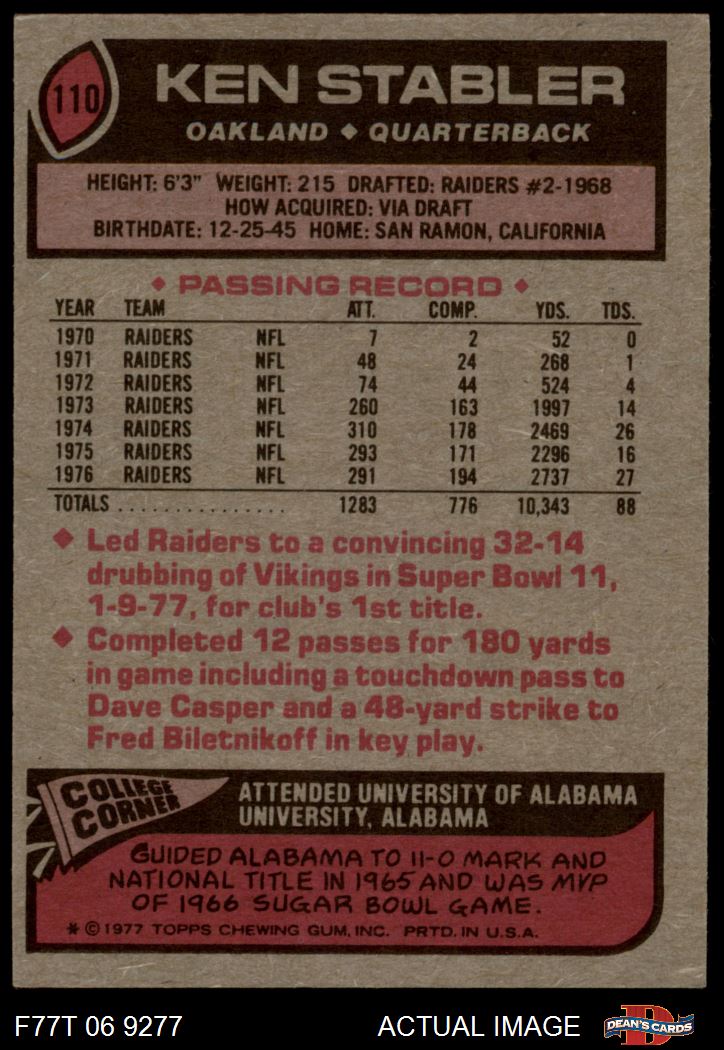 110
KEN STABLER
OAKLAND ◆ QUARTERBACK
HEIGHT: 6'3" WEIGHT: 215 DRAFTED: RAIDERS #2-1968
HOW ACQUIRED: VIA DRAFT
BIRTHDATE: 12-25-45 HOME: SAN RAMON, CALIFORNIA
◆ PASSING RECORD ◆
YEAR TEAM ATT. COMP. YDS. TDS.
1970 RAIDERS NFL 7 2 52 0
1971 RAIDERS NFL 48 24 268 1
1972 RAIDERS NFL 74 44 524 4
1973 RAIDERS NFL 260 163 1997 14
1974 RAIDERS NFL 310 178 2469 26
1975 RAIDERS NFL 293 171 2296 16
1976 RAIDERS NFL 291 194 2737 27
TOTALS . . . . . . . . . . . . . . . 1283 776 10,343 88
◆ Led Raiders to a convincing 32-14
drubbing of Vikings in Super Bowl 11,
1-9-77, for club's 1st title.
◆ Completed 12 passes for 180 yards
in game including a touchdown pass to
Dave Casper and a 48-yard strike to
Fred Biletnikoff in key play.
COLLEGE
CORNER
ATTENDED UNIVERSITY OF ALABAMA
UNIVERSITY, ALABAMA
GUIDED ALABAMA TO 11-0 MARK AND
NATIONAL TITLE IN 1965 AND WAS MVP
OF 1966 SUGAR BOWL GAME.
* © 1977 TOPPS CHEWING GUM, INC. PRTD. IN U.S.A.
F77T 06 9277 ACTUAL IMAGE
D
DEAN'S CARDS